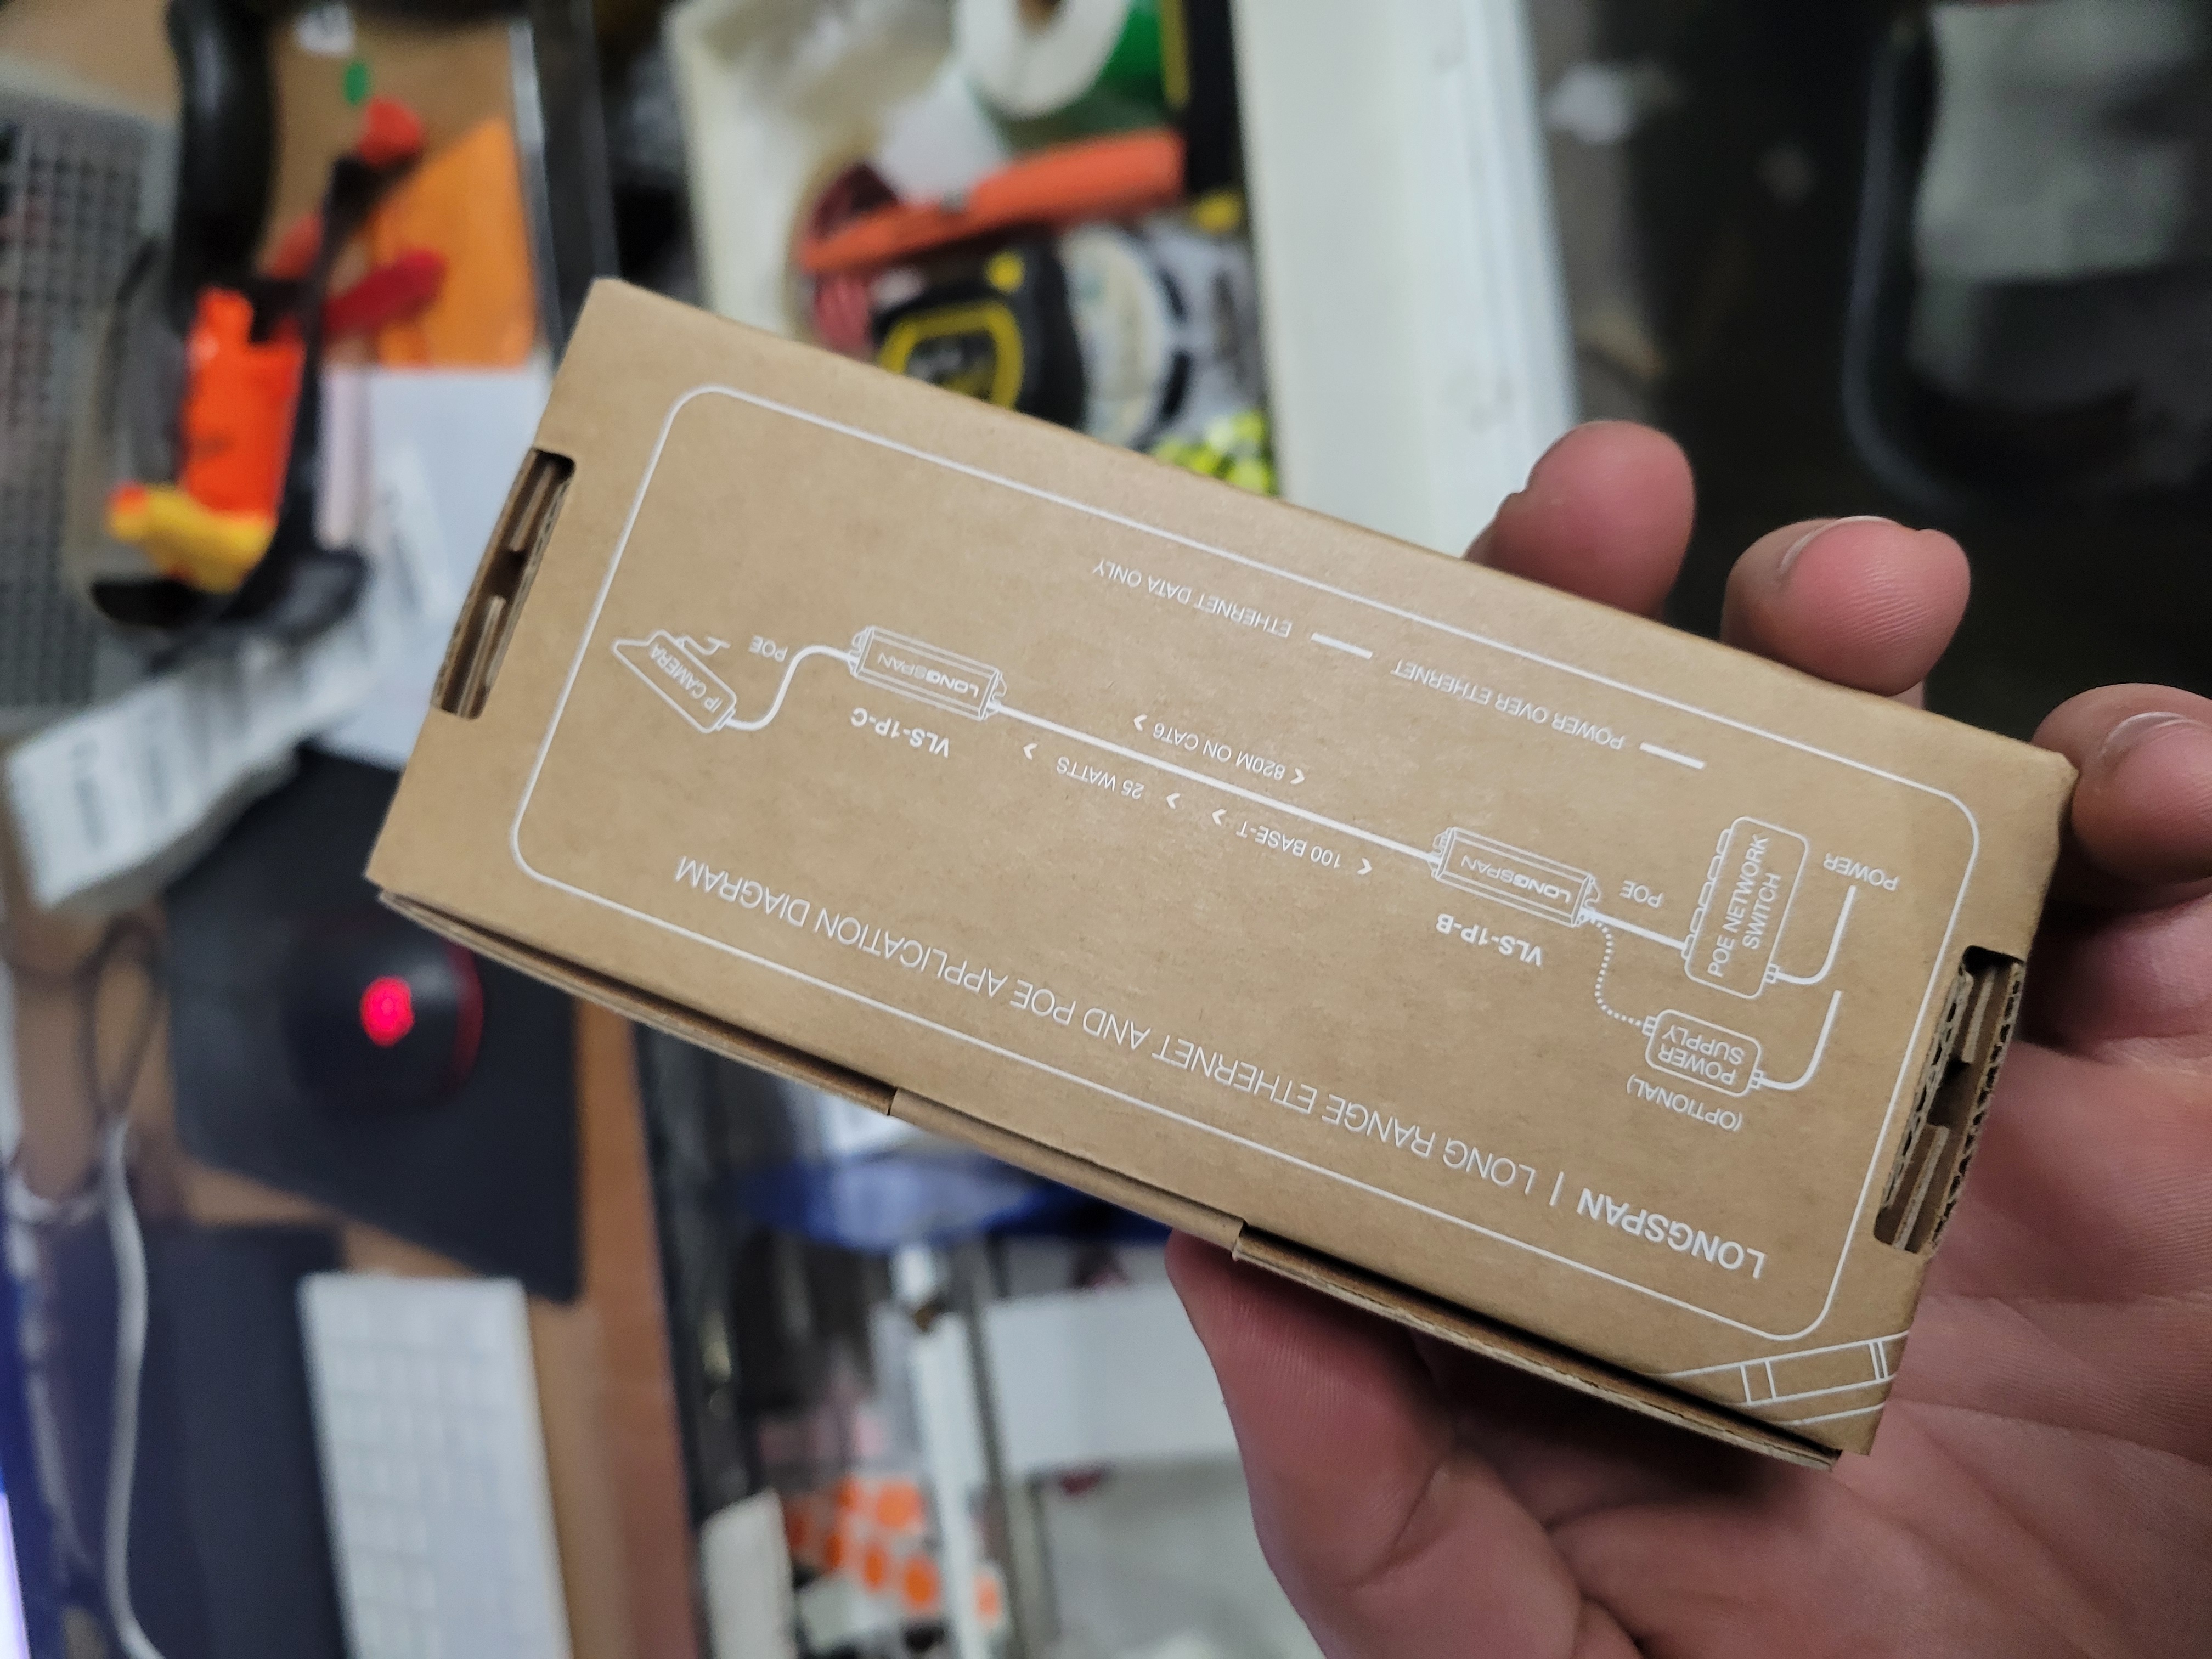 LONGSPAN | LONG RANGE ETHERNET AND POE APPLICATION DIAGRAM
(OPTIONAL)
POWER
SUPPLY
POWER
POE NETWORK
SWITCH
POE
VLS-1P-B
LONGSPAN
100 BASE-T
25 WATTS
820M ON CAT6
VLS-1P-C
LONGSPAN
POE
IP CAMERA
POWER OVER ETHERNET
ETHERNET DATA ONLY